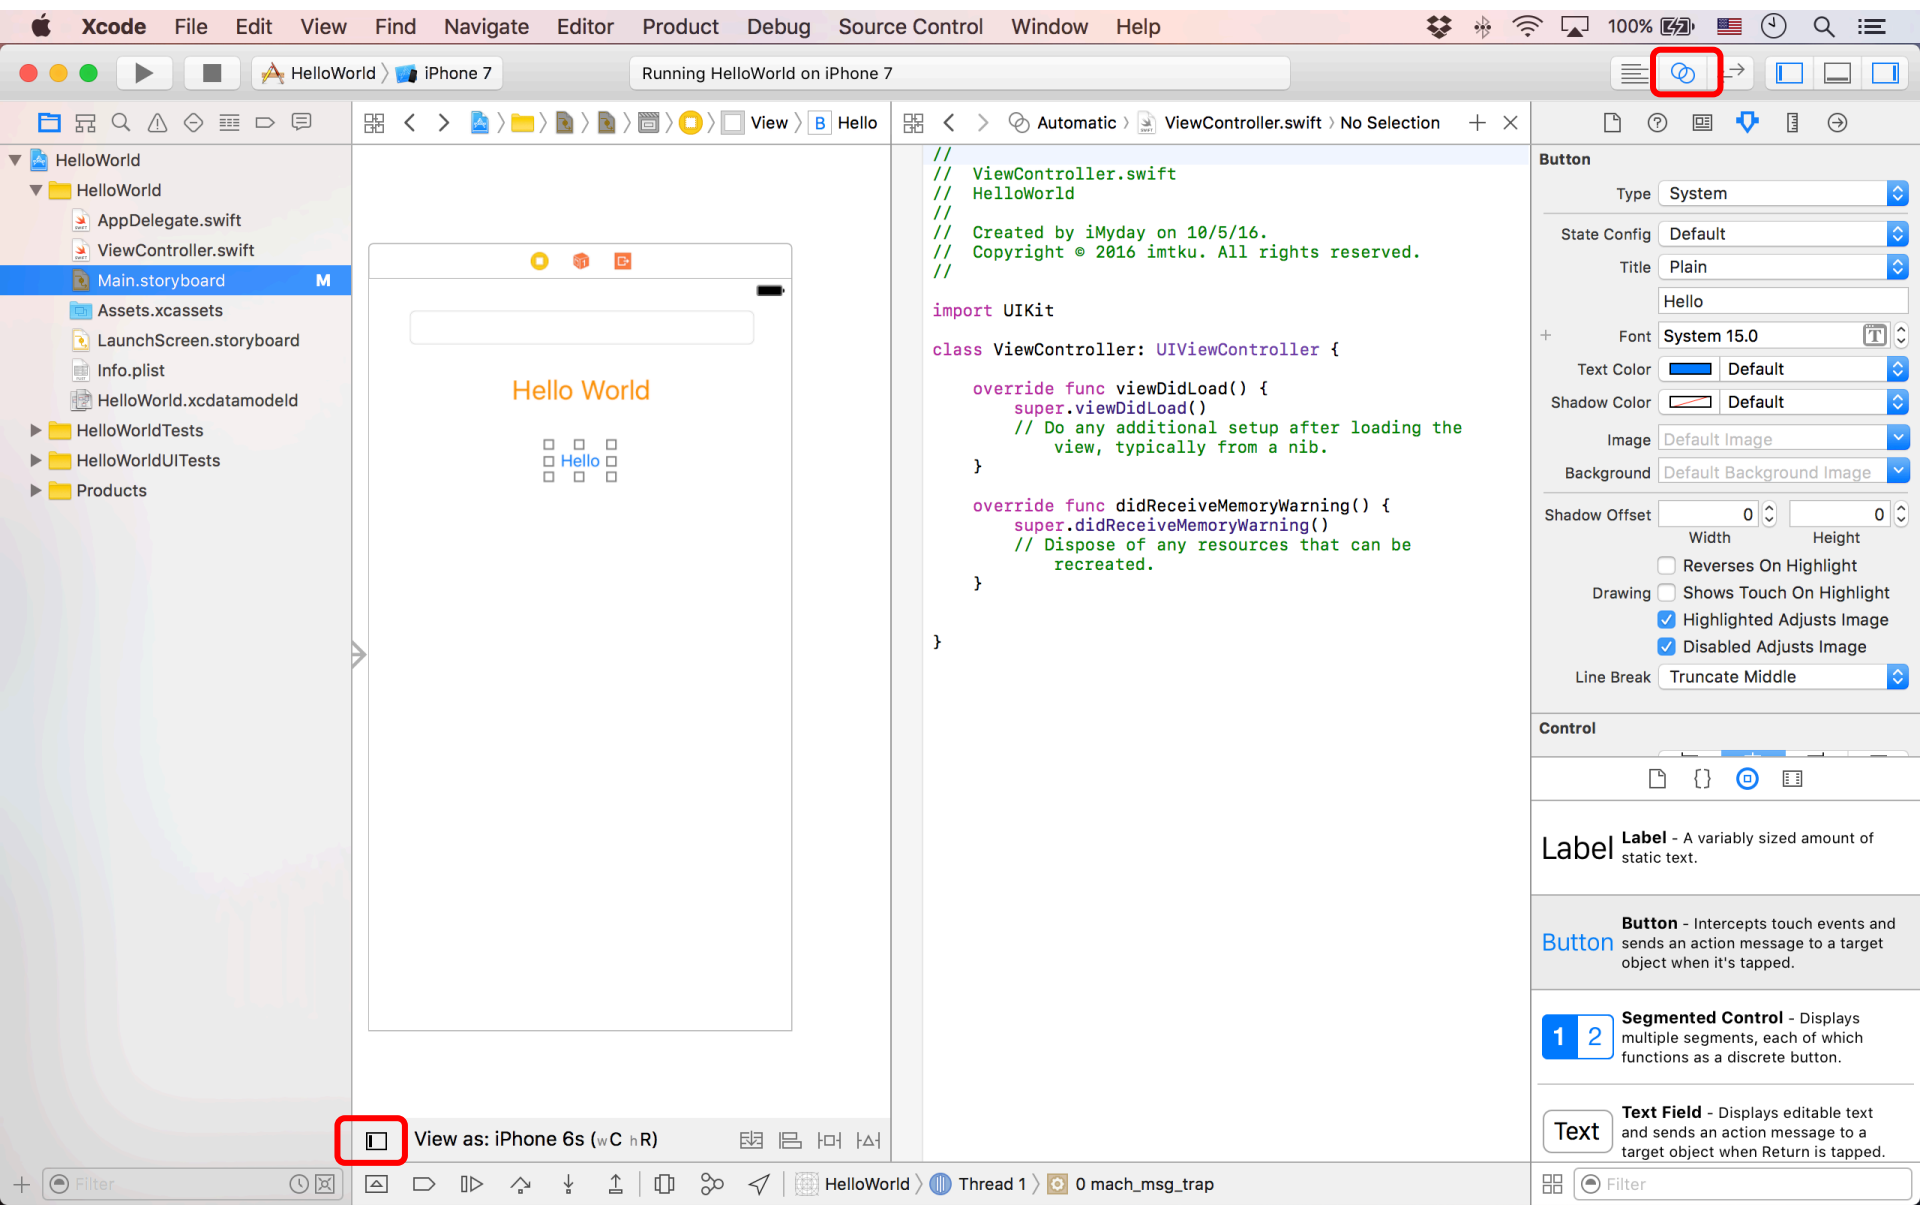 Xcode File Edit View Find Navigate Editor Product Debug Source Control Window Help 100%
HelloWorld iPhone 7
Running HelloWorld on iPhone 7
View B Hello
Automatic ViewController.swift No Selection
HelloWorld
HelloWorld
AppDelegate.swift
ViewController.swift
Main.storyboard M
Assets.xcassets
LaunchScreen.storyboard
Info.plist
HelloWorld.xcdatamodeld
HelloWorldTests
HelloWorldUITests
Products
Filter
Hello World
Hello
View as: iPhone 6s (wC hR)
//
// ViewController.swift
// HelloWorld
//
// Created by iMyday on 10/5/16.
// Copyright © 2016 imtku. All rights reserved.
//
import UIKit
class ViewController: UIViewController {
override func viewDidLoad() {
super.viewDidLoad()
// Do any additional setup after loading the
view, typically from a nib.
}
override func didReceiveMemoryWarning() {
super.didReceiveMemoryWarning()
// Dispose of any resources that can be
recreated.
}
}
HelloWorld Thread 1 0 mach_msg_trap
Button
Type System
State Config Default
Title Plain
Hello
Font System 15.0
Text Color Default
Shadow Color Default
Image Default Image
Background Default Background Image
Shadow Offset 0 0
Width Height
Reverses On Highlight
Drawing Shows Touch On Highlight
Highlighted Adjusts Image
Disabled Adjusts Image
Line Break Truncate Middle
Control
Label
Label - A variably sized amount of
static text.
Button
Button - Intercepts touch events and
sends an action message to a target
object when it's tapped.
1 2
Segmented Control - Displays
multiple segments, each of which
functions as a discrete button.
Text
Text Field - Displays editable text
and sends an action message to a
target object when Return is tapped.
Filter